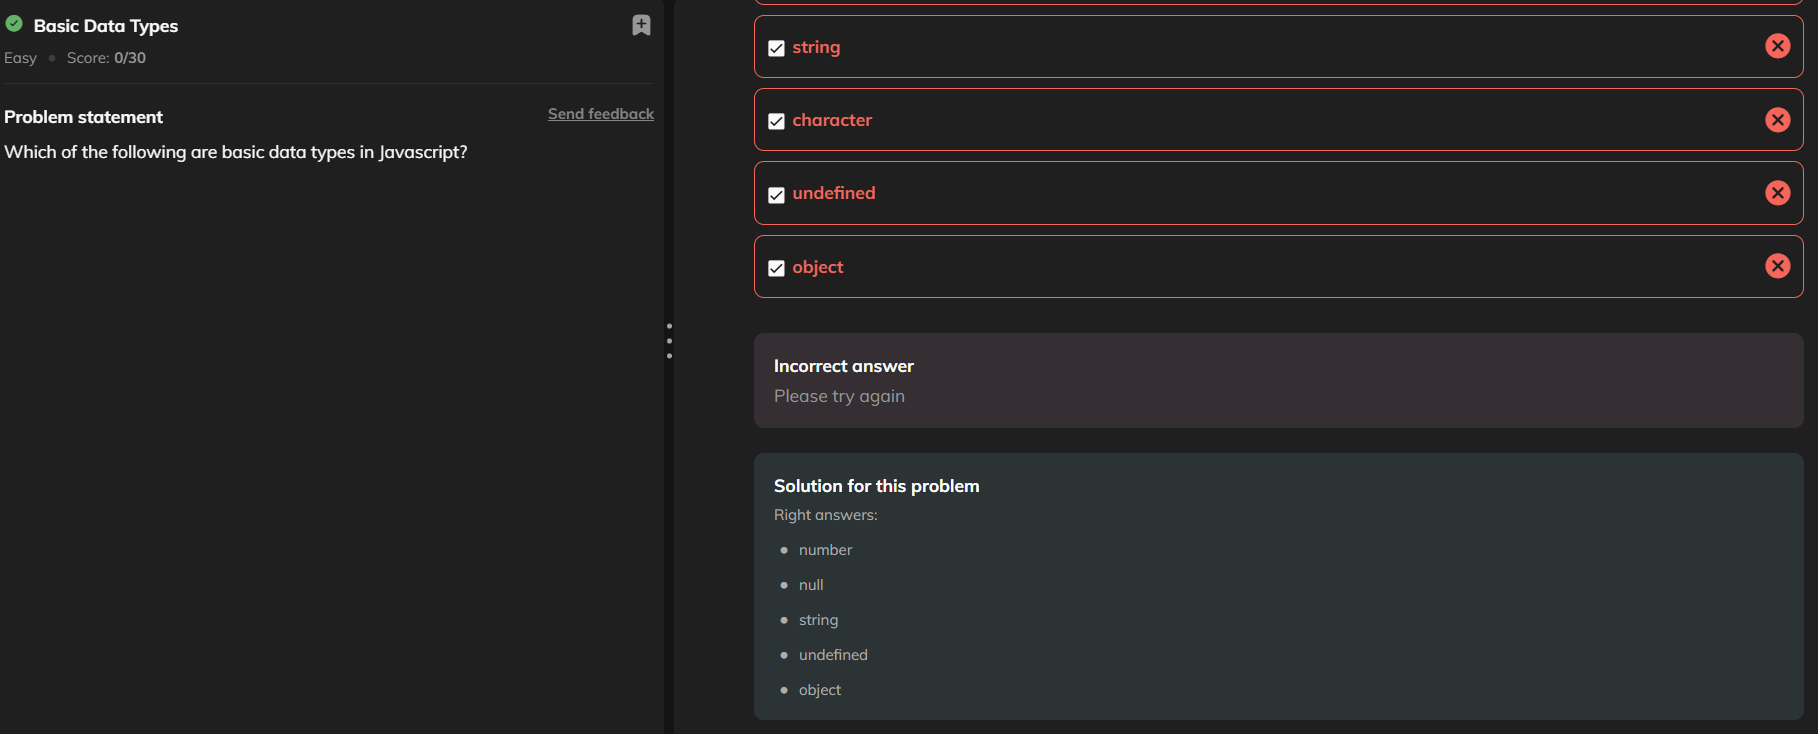 Basic Data Types
Easy • Score: 0/30
Problem statement
Send feedback
Which of the following are basic data types in Javascript?
string
character
undefined
object
Incorrect answer
Please try again
Solution for this problem
Right answers:
• number
• null
• string
• undefined
• object